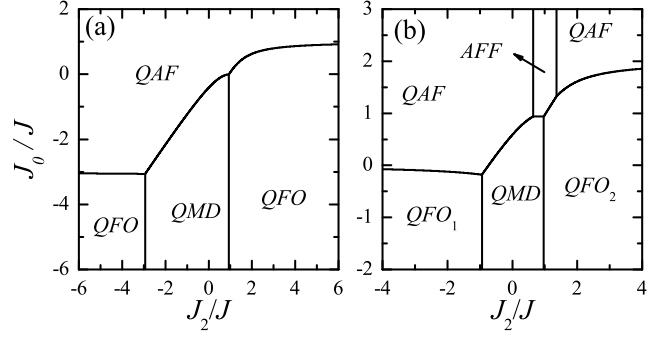 (a)
QAF
QFO
QMD
QFO
2
0
-2
-4
-6
J₀/J
-6 -4 -2 0 2 4 6
J₂/J
(b)
QAF
AFF
QAF
QFO₁
QMD
QFO₂
3
2
1
0
-1
-2
-4 -2 0 2 4
J₂/J